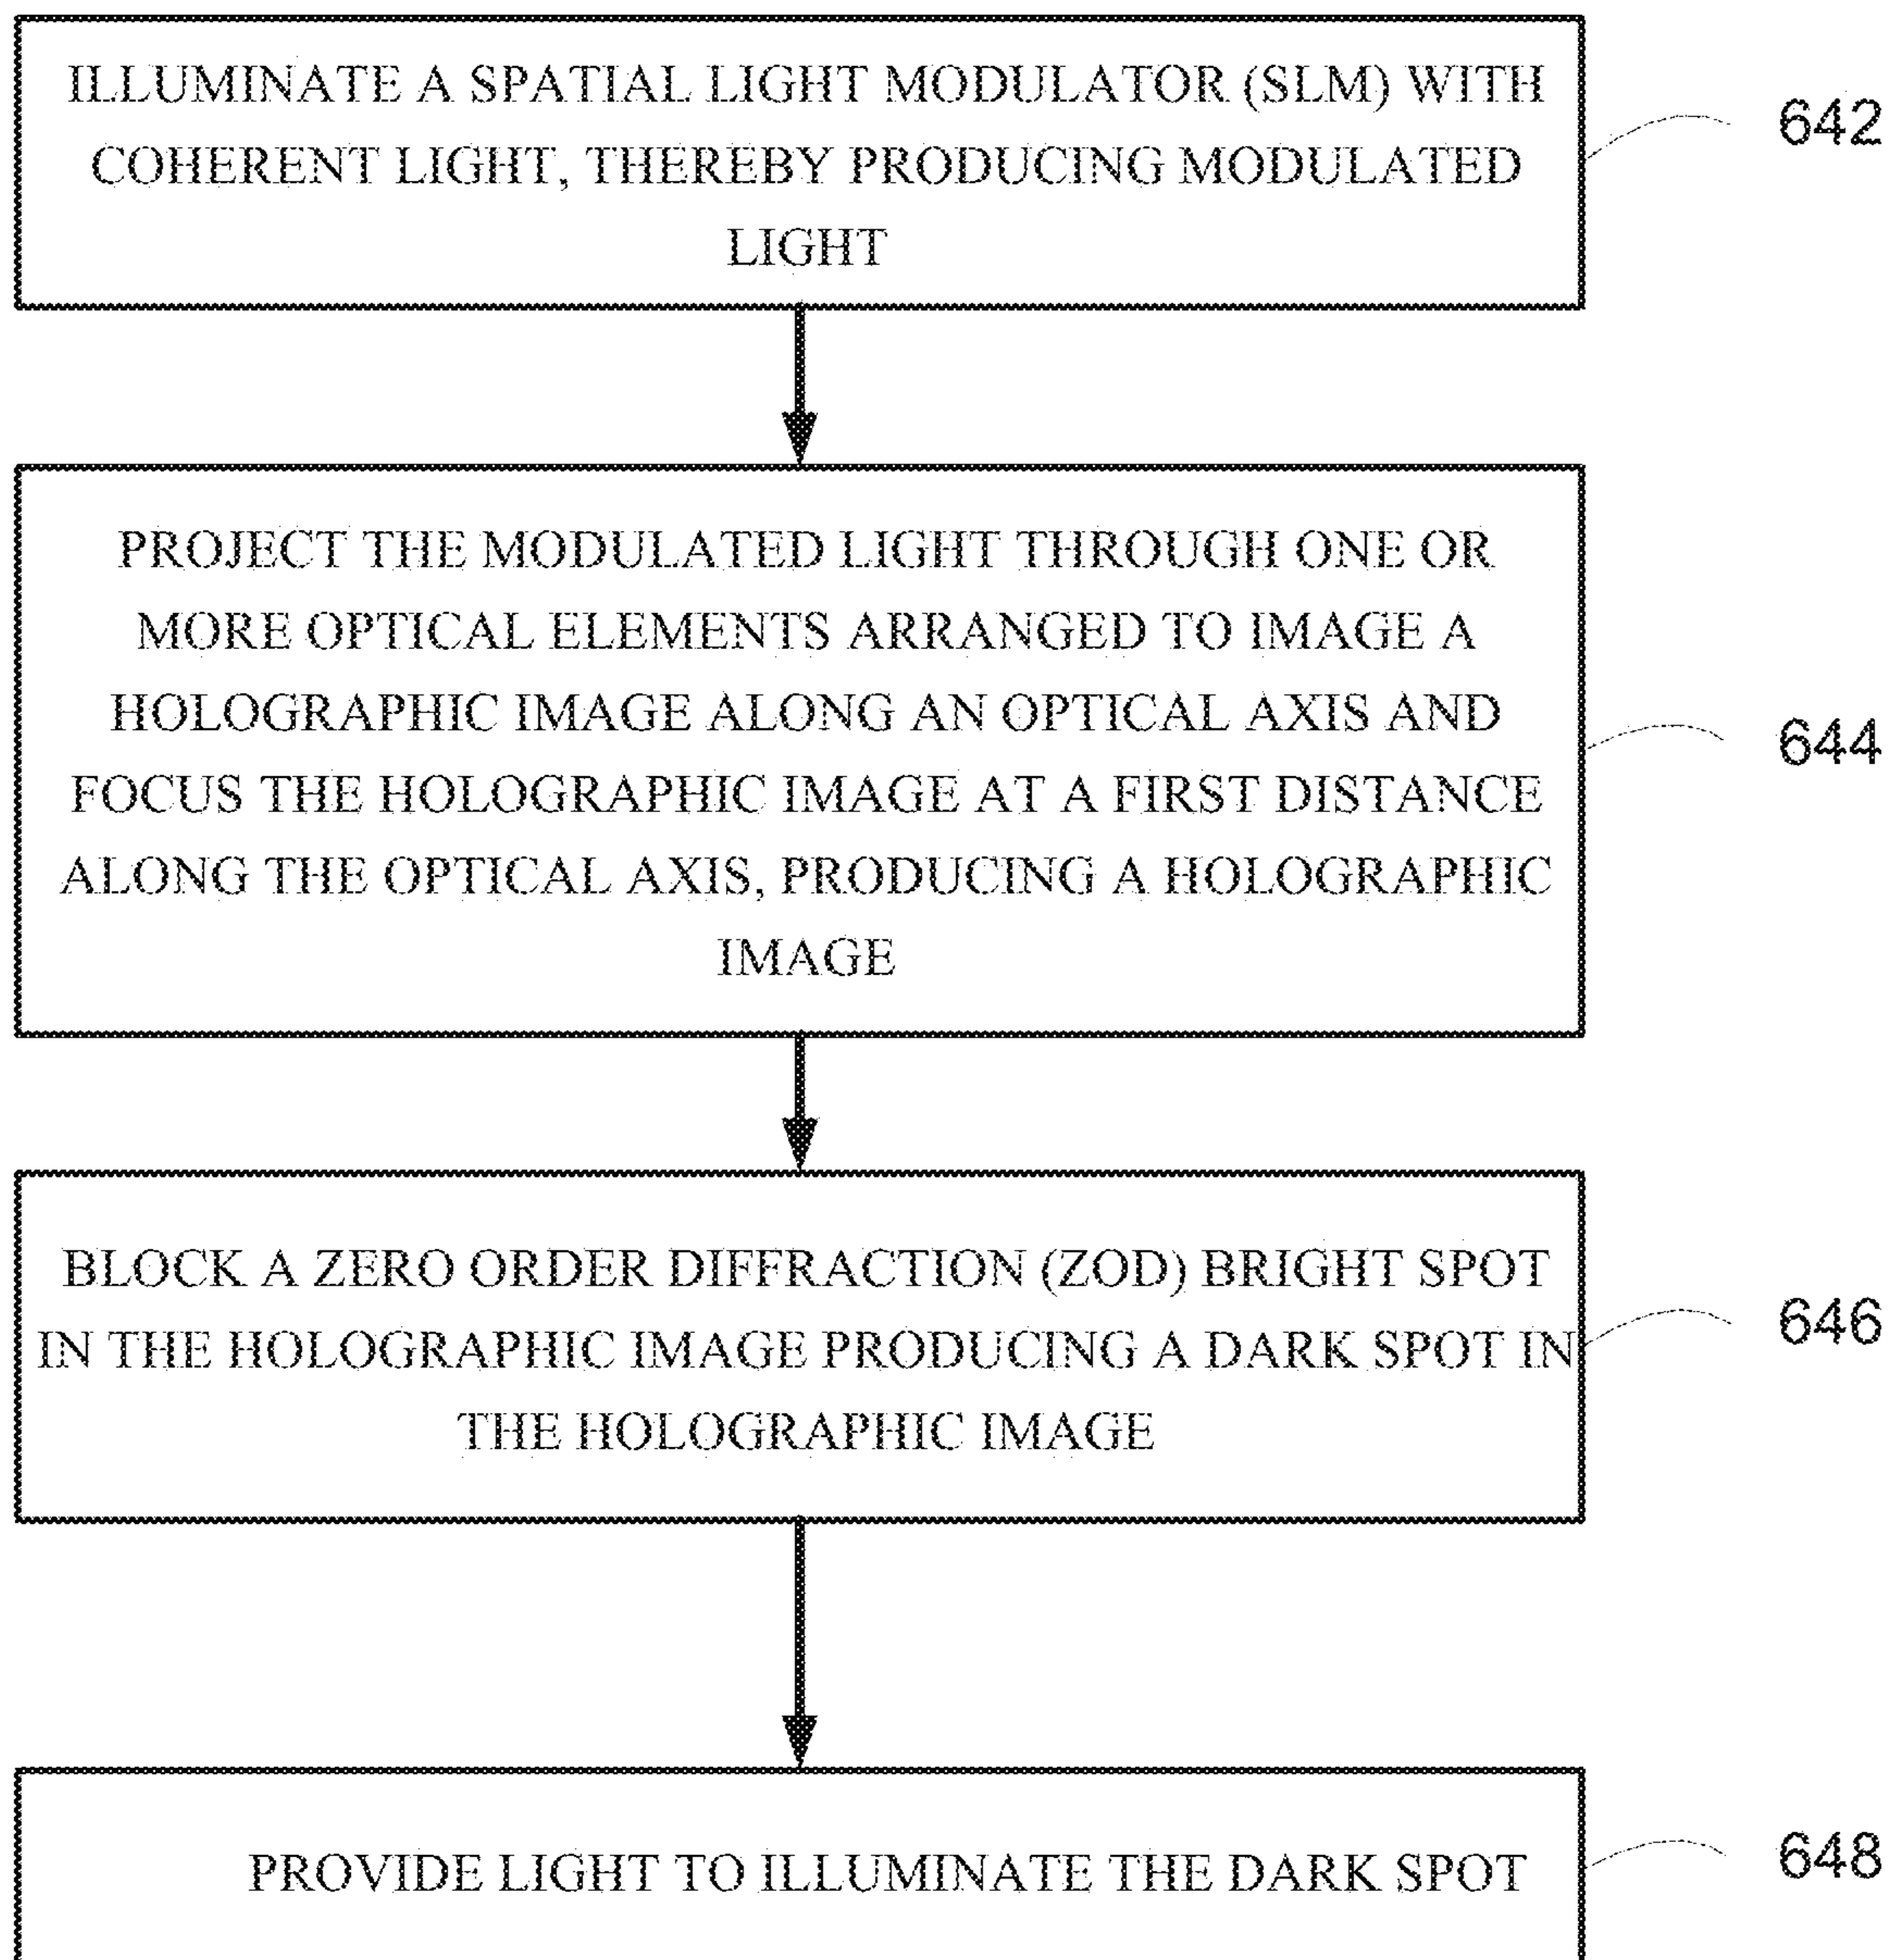 ILLUMINATE A SPATIAL LIGHT MODULATOR (SLM) WITH
COHERENT LIGHT, THEREBY PRODUCING MODULATED
LIGHT
642
PROJECT THE MODULATED LIGHT THROUGH ONE OR
MORE OPTICAL ELEMENTS ARRANGED TO IMAGE A
HOLOGRAPHIC IMAGE ALONG AN OPTICAL AXIS AND
FOCUS THE HOLOGRAPHIC IMAGE AT A FIRST DISTANCE
ALONG THE OPTICAL AXIS, PRODUCING A HOLOGRAPHIC
IMAGE
644
BLOCK A ZERO ORDER DIFFRACTION (ZOD) BRIGHT SPOT
IN THE HOLOGRAPHIC IMAGE PRODUCING A DARK SPOT IN
THE HOLOGRAPHIC IMAGE
646
PROVIDE LIGHT TO ILLUMINATE THE DARK SPOT
648